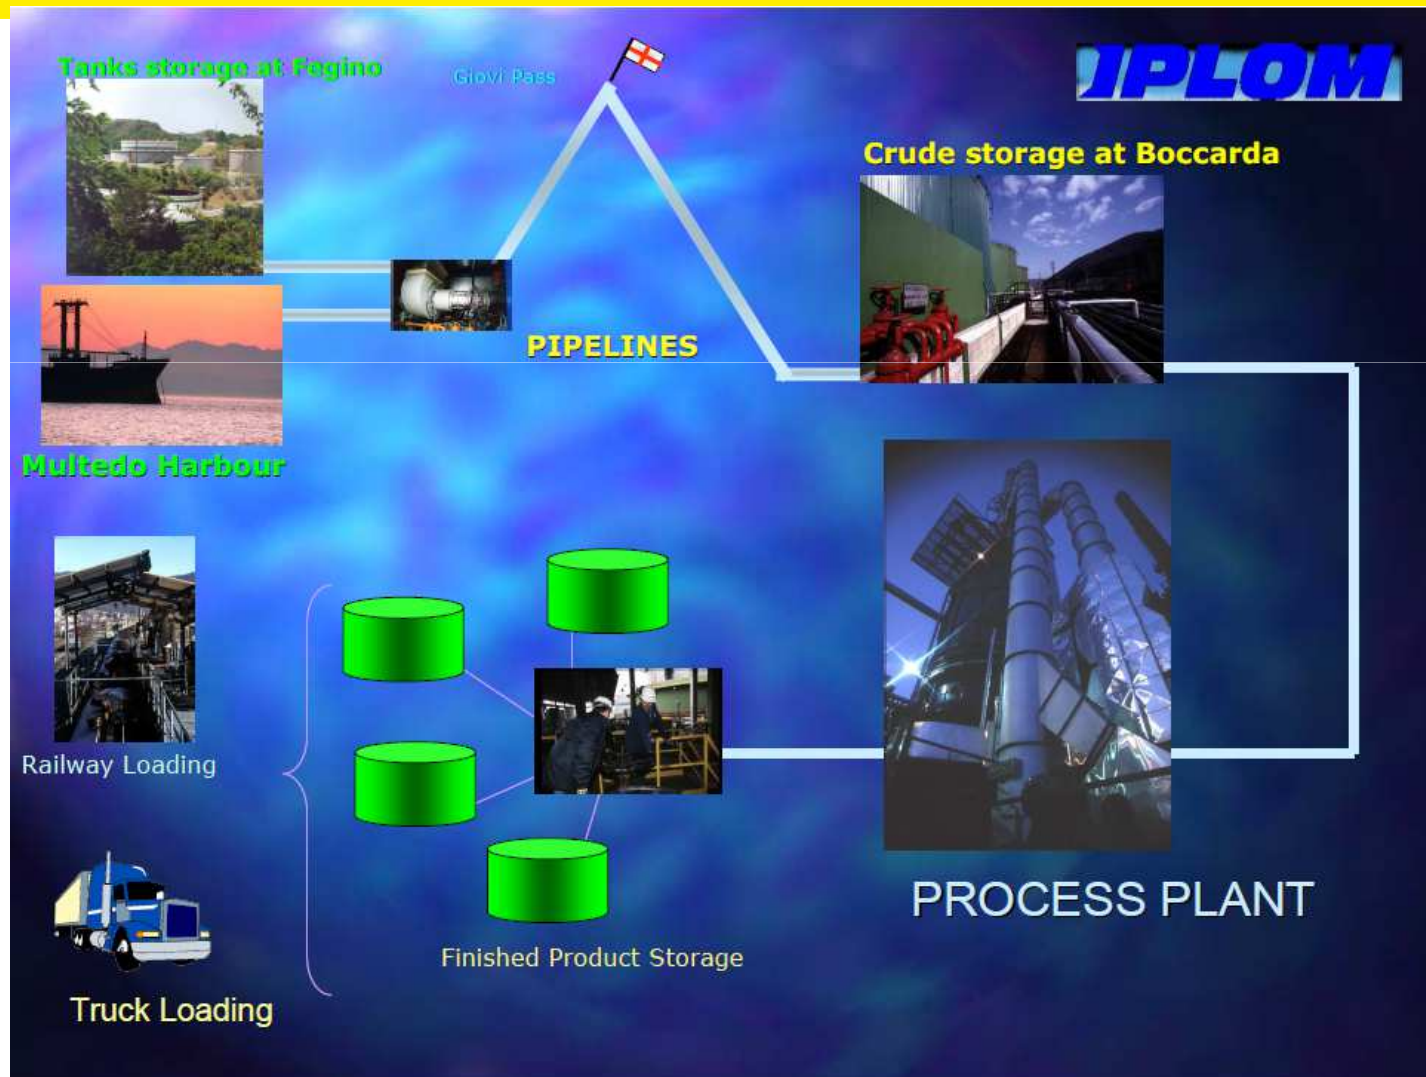 Tanks storage at Fegino
Giovi Pass
IPLOM
Crude storage at Boccarda
PIPELINES
Multedo Harbour
Railway Loading
PROCESS PLANT
Finished Product Storage
Truck Loading